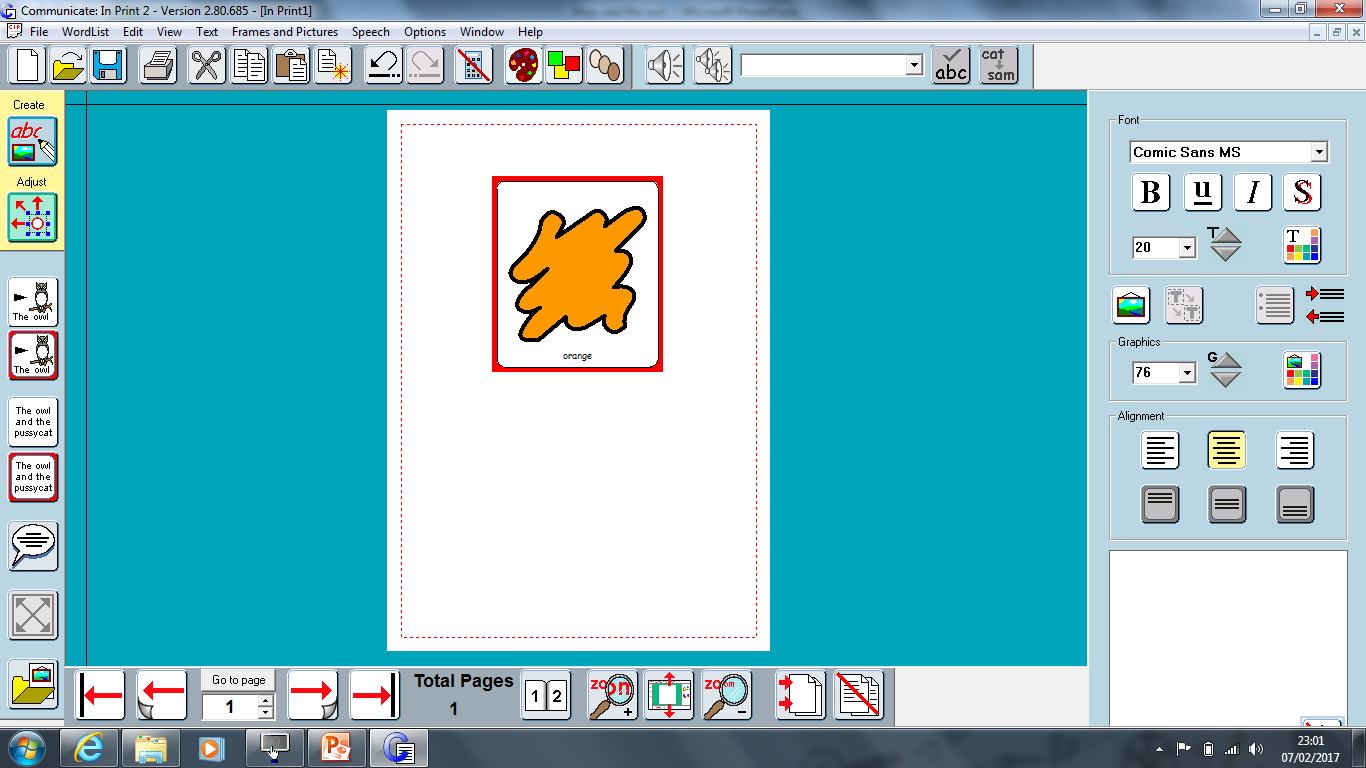 Communicate: In Print 2 - Version 2.80.685 - [In Print1]
File WordList Edit View Text Frames and Pictures Speech Options Window Help
abc
cat
sam
Create
abc
Adjust
The owl
The owl
The owl
and the
pussycat
The owl
and the
pussycat
orange
Font
Comic Sans MS
B u I S
20
T
T
T T
Graphics
76
G
Alignment
Go to page
1
Total Pages
1
1 2
zoom
+
zoom
-
23:01
07/02/2017